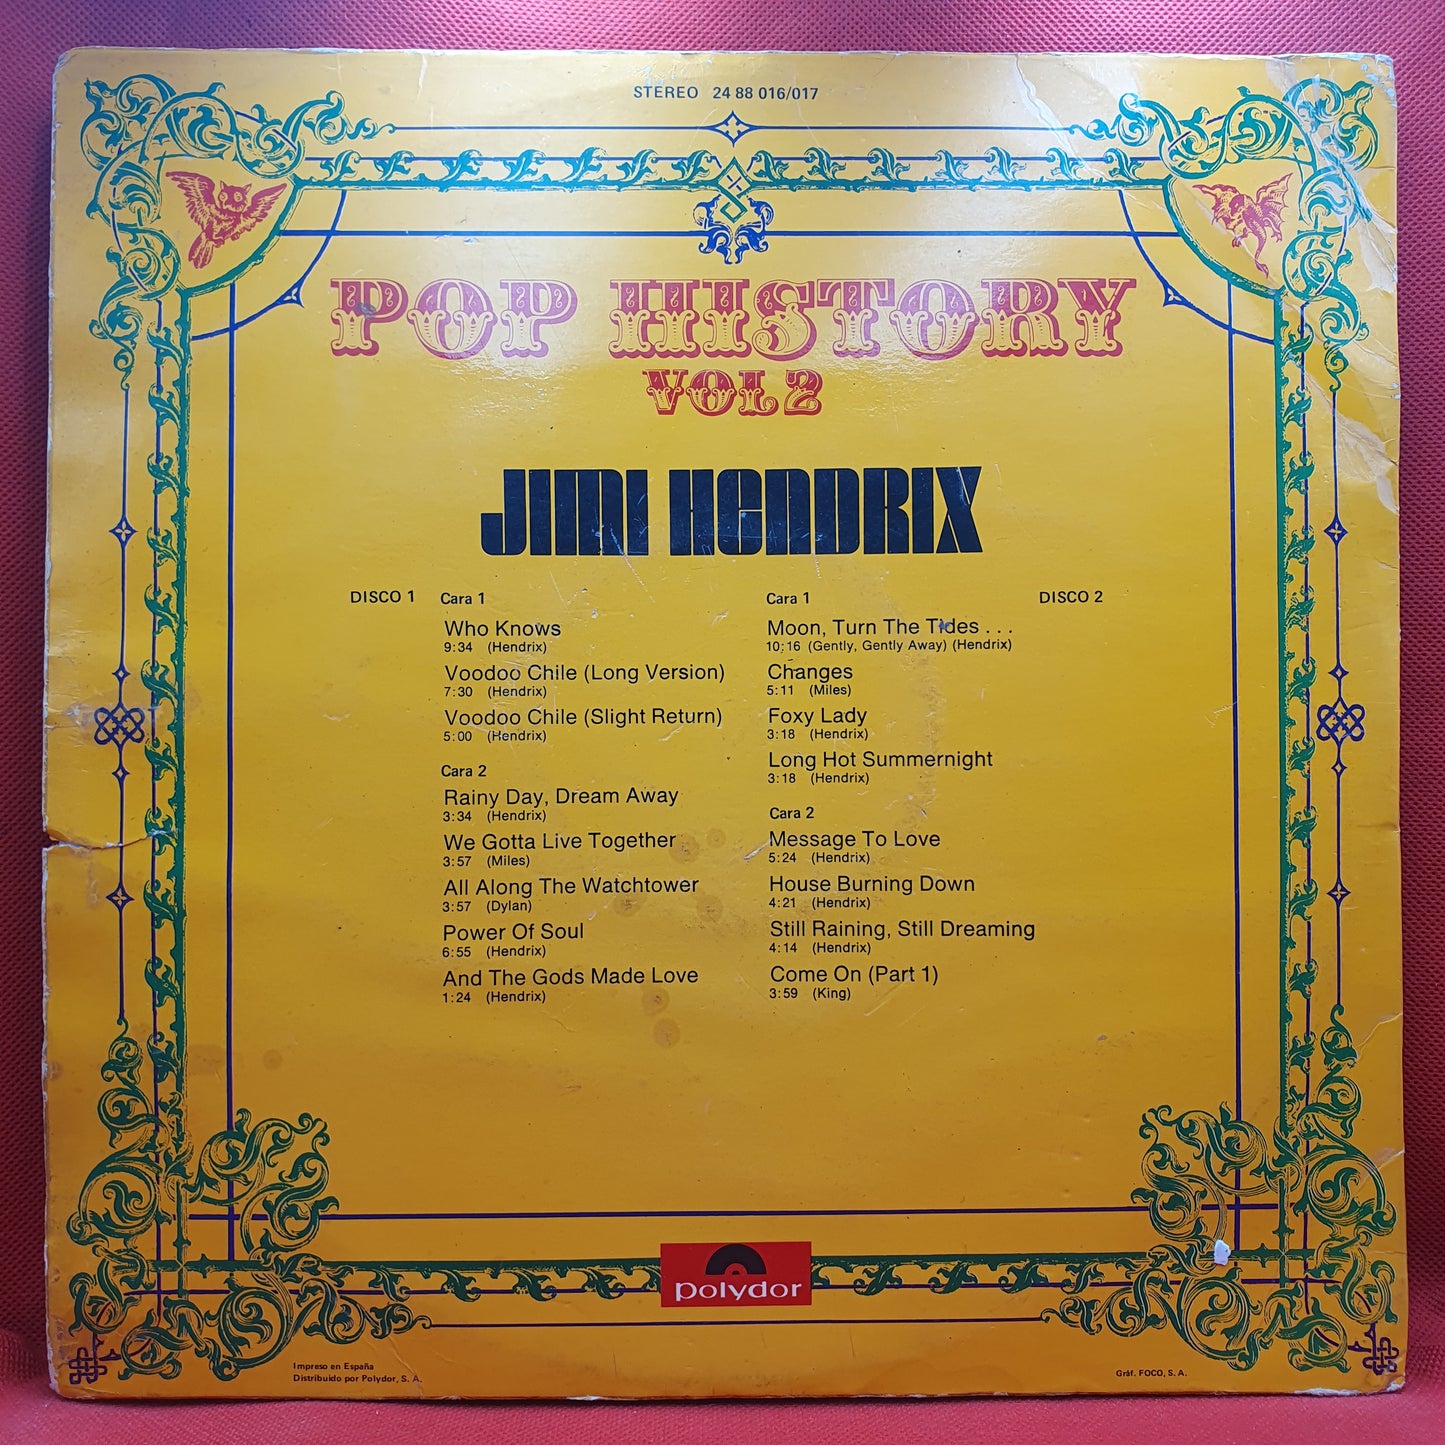 STEREO 24 88 016/017
POP HISTORY
VOL 2
JIMI HENDRIX
DISCO 1
Cara 1
Who Knows
9:34 (Hendrix)
Voodoo Chile (Long Version)
7:30 (Hendrix)
Voodoo Chile (Slight Return)
5:00 (Hendrix)
Cara 2
Rainy Day, Dream Away
3:34 (Hendrix)
We Gotta Live Together
3:57 (Miles)
All Along The Watchtower
3:57 (Dylan)
Power Of Soul
6:55 (Hendrix)
And The Gods Made Love
1:24 (Hendrix)
DISCO 2
Cara 1
Moon, Turn The Tides . . .
10:16 (Gently, Gently Away) (Hendrix)
Changes
5:11 (Miles)
Foxy Lady
3:18 (Hendrix)
Long Hot Summernight
3:18 (Hendrix)
Cara 2
Message To Love
5:24 (Hendrix)
House Burning Down
4:21 (Hendrix)
Still Raining, Still Dreaming
4:14 (Hendrix)
Come On (Part 1)
3:59 (King)
polydor
Impreso en España
Distribuido por Polydor, S. A.
Gráf. FOCO, S. A.